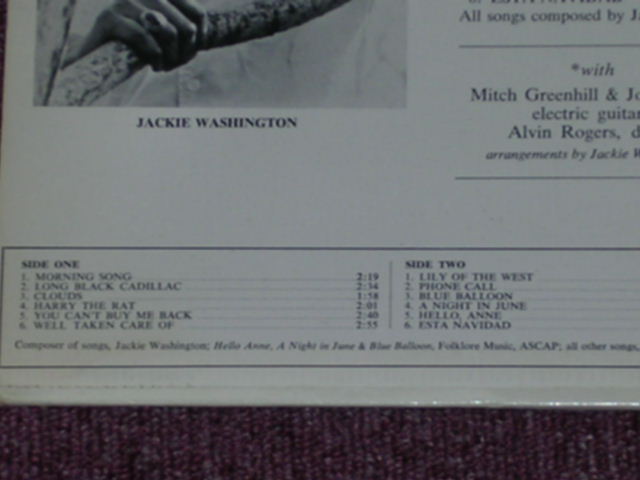 6. ESTA NAVIDAD
All songs composed by
*with
Mitch Greenhill &
electric
Alvin Rogers,
arrangements by Jackie
JACKIE WASHINGTON
SIDE ONE
1. MORNING SONG 2:19
2. LONG BLACK CADILLAC 2:34
3. CLOUDS 1:58
4. HARRY THE RAT 2:01
5. YOU CAN'T BUY ME BACK 2:40
6. WELL TAKEN CARE OF 2:55
SIDE TWO
1. LILY OF THE WEST
2. PHONE CALL
3. BLUE BALLOON
4. A NIGHT IN JUNE
5. HELLO, ANNE
6. ESTA NAVIDAD
Composer of songs, Jackie Washington; Hello Anne, A Night in June & Blue Balloon, Folklore Music, ASCAP; all other songs,